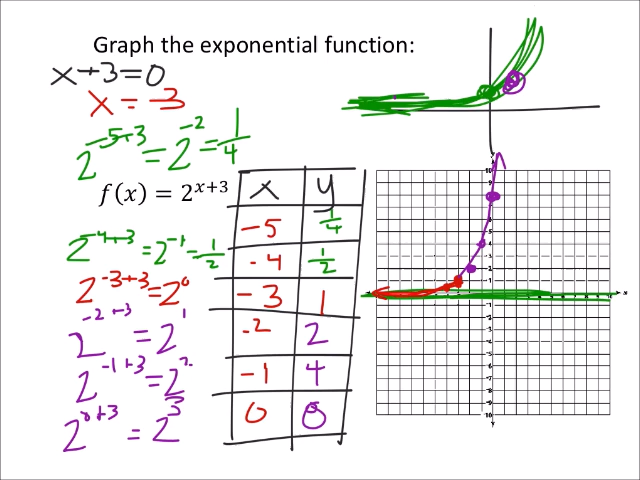 Graph the exponential function:
x+3=0
x = -3
2^{-5+3} = 2^{-2} = 1/4
f(x) = 2^{x+3}
x y
-5 1/4
2^{-4+3} = 2^{-1} = 1/2
-4 1/2
2^{-3+3} = 2^0
-3 1
2^{-2+3} = 2^1
-2 2
2^{-1+3} = 2^2
-1 4
2^{0+3} = 2^3
0 8